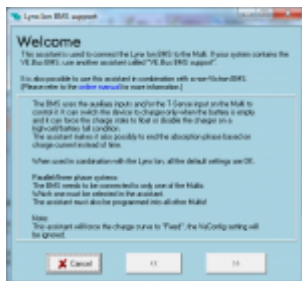 Lynx Ion BMS support
Welcome
This assistant is used to connect the Lynx Ion BMS to the Multi. If your system contains the
VE.Bus BMS, use another assistant called "VE.Bus BMS support".
It is also possible to use this assistant in combination with a non-Victron BMS.
(Please refer to the online manual for more information.)
The BMS uses the auxiliary inputs and/or the T-Sense input on the Multi to
control it. It can switch the device to charge only when the battery is empty
and it can force the charge state to float or disable the charger on a
high-cell/battery full condition.
The assistant makes it also possible to end the absorption phase based on
charge current instead of time.
When used in combination with the Lynx Ion, all the default settings are OK.
Parallel/three phase systems:
The BMS needs to be connected to only one of the Multis.
Which one must be selected in the assistant.
The assistant must also be programmed into all other Multis!
Note:
This assistant will force the charge curve to "Fixed", the VEConfig setting will
be ignored.
Cancel
<<
>>